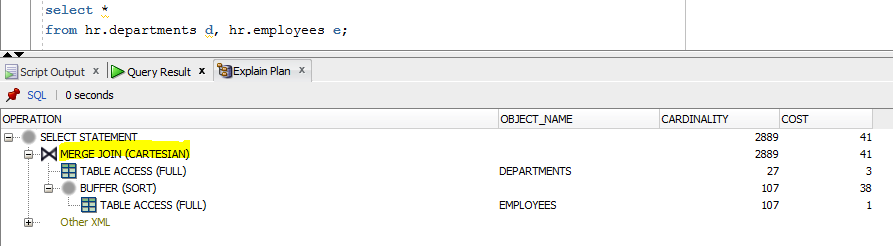 select *
from hr.departments d, hr.employees e;
Script Output x Query Result x Explain Plan x
SQL | 0 seconds
OPERATION OBJECT_NAME CARDINALITY COST
SELECT STATEMENT 2889 41
MERGE JOIN (CARTESIAN) 2889 41
TABLE ACCESS (FULL) DEPARTMENTS 27 3
BUFFER (SORT) 107 38
TABLE ACCESS (FULL) EMPLOYEES 107 1
Other XML